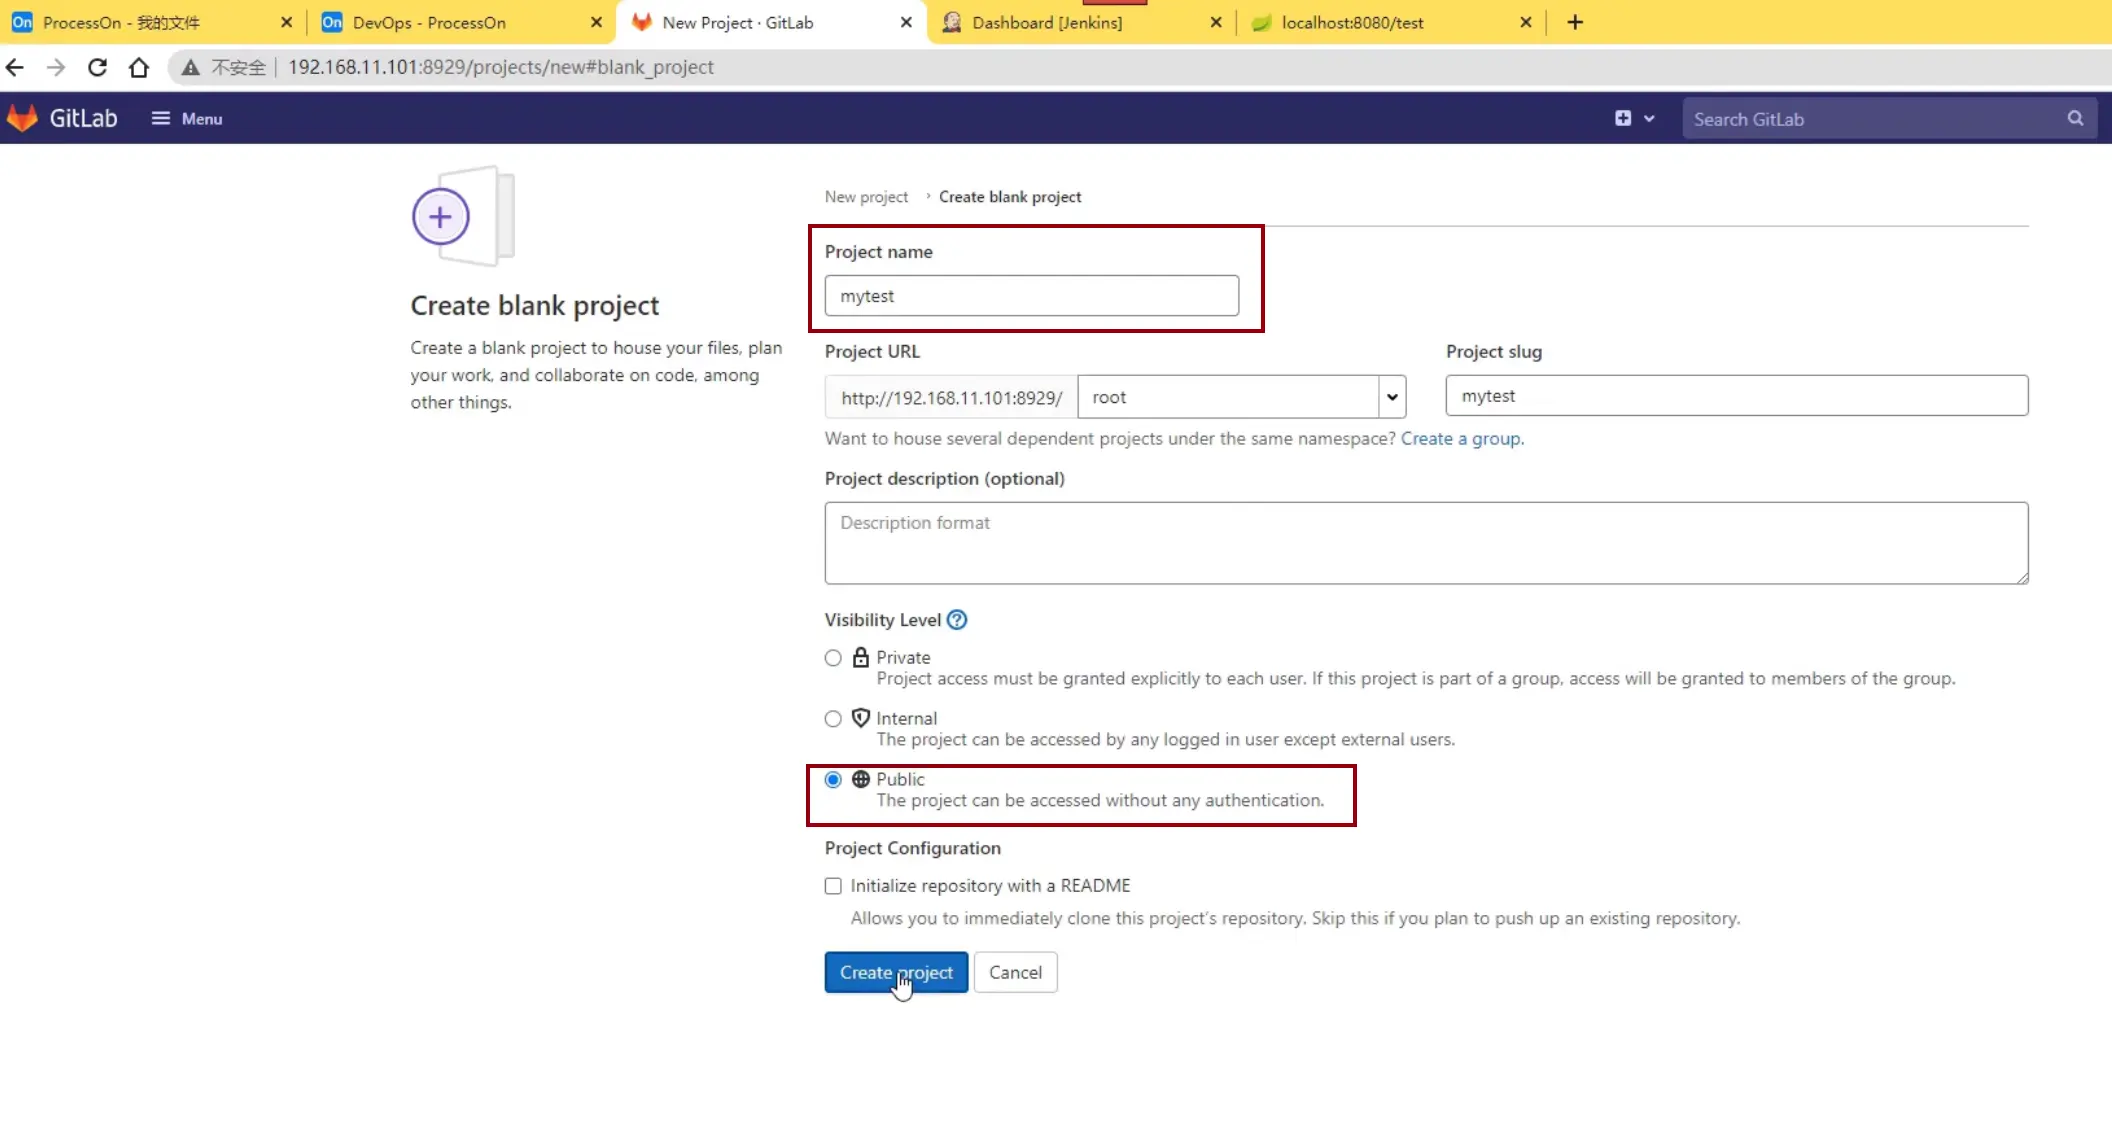 ProcessOn - 我的文件
DevOps - ProcessOn
New Project · GitLab
Dashboard [Jenkins]
localhost:8080/test
不安全
192.168.11.101:8929/projects/new#blank_project
GitLab
Menu
Search GitLab
Create blank project
Create a blank project to house your files, plan
your work, and collaborate on code, among
other things.
New project › Create blank project
Project name
mytest
Project URL
http://192.168.11.101:8929/
root
Project slug
mytest
Want to house several dependent projects under the same namespace? Create a group.
Project description (optional)
Description format
Visibility Level
Private
Project access must be granted explicitly to each user. If this project is part of a group, access will be granted to members of the group.
Internal
The project can be accessed by any logged in user except external users.
Public
The project can be accessed without any authentication.
Project Configuration
Initialize repository with a README
Allows you to immediately clone this project's repository. Skip this if you plan to push up an existing repository.
Create project
Cancel